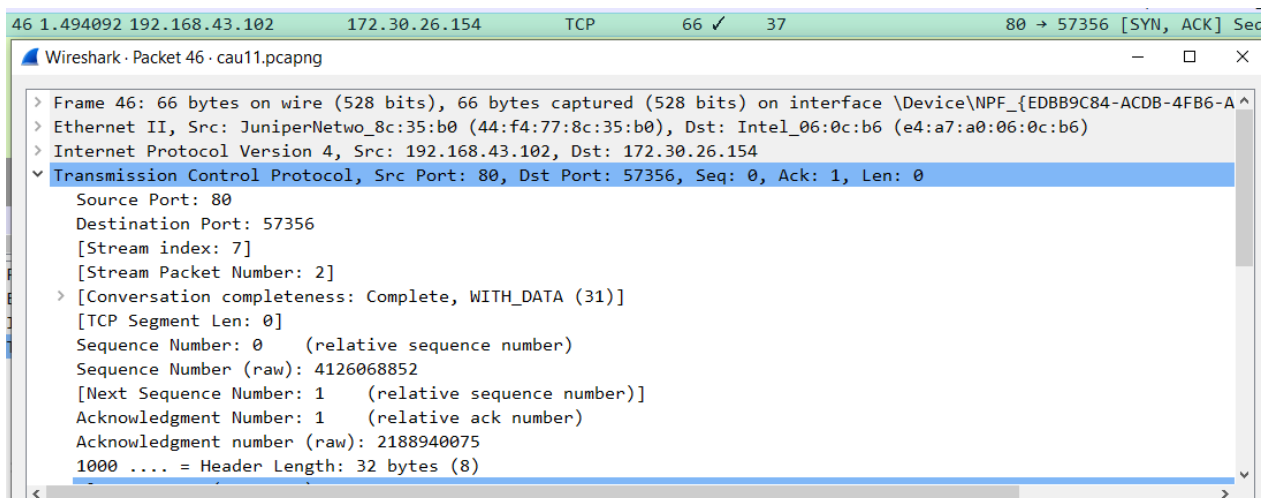 46 1.494092 192.168.43.102 172.30.26.154 TCP 66 ✓ 37 80 → 57356 [SYN, ACK]
Wireshark · Packet 46 · cau11.pcapng
Frame 46: 66 bytes on wire (528 bits), 66 bytes captured (528 bits) on interface \Device\NPF_{EDBB9C84-ACDB-4FB6-A
Ethernet II, Src: JuniperNetwo_8c:35:b0 (44:f4:77:8c:35:b0), Dst: Intel_06:0c:b6 (e4:a7:a0:06:0c:b6)
Internet Protocol Version 4, Src: 192.168.43.102, Dst: 172.30.26.154
Transmission Control Protocol, Src Port: 80, Dst Port: 57356, Seq: 0, Ack: 1, Len: 0
Source Port: 80
Destination Port: 57356
[Stream index: 7]
[Stream Packet Number: 2]
[Conversation completeness: Complete, WITH_DATA (31)]
[TCP Segment Len: 0]
Sequence Number: 0 (relative sequence number)
Sequence Number (raw): 4126068852
[Next Sequence Number: 1 (relative sequence number)]
Acknowledgment Number: 1 (relative ack number)
Acknowledgment number (raw): 2188940075
1000 .... = Header Length: 32 bytes (8)